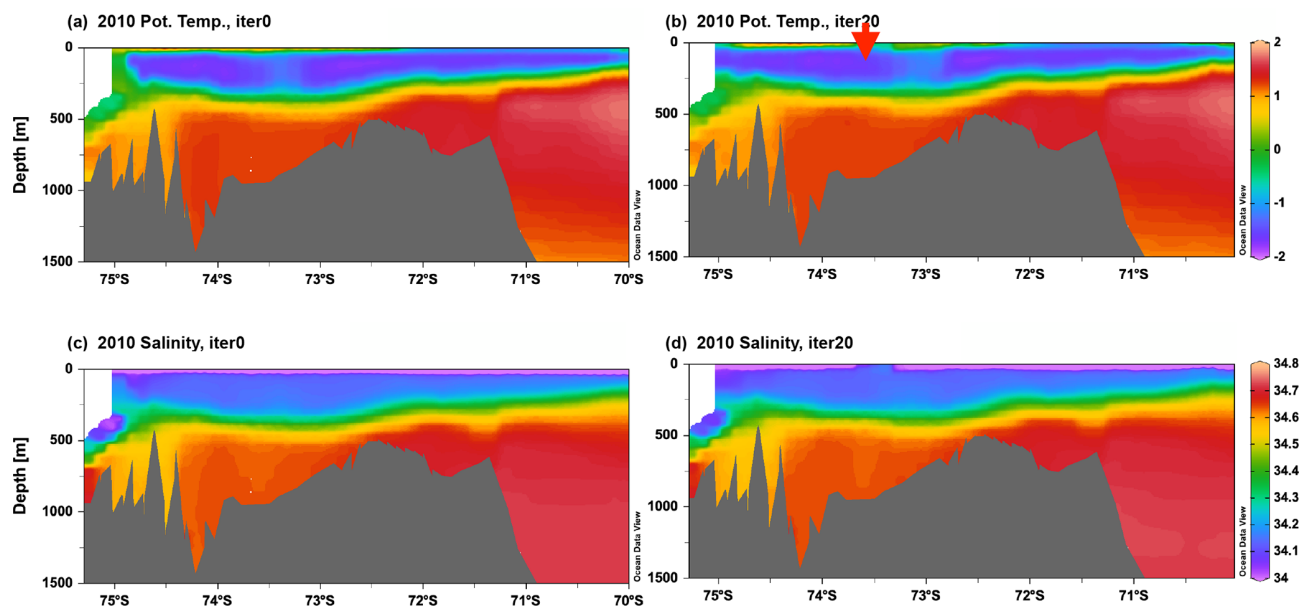 (a) 2010 Pot. Temp., iter0
(b) 2010 Pot. Temp., iter20
0
500
1000
1500
Depth [m]
75°S
74°S
73°S
72°S
71°S
70°S
Ocean Data View
0
500
1000
1500
75°S
74°S
73°S
72°S
71°S
Ocean Data View
2
1
0
-1
-2
(c) 2010 Salinity, iter0
(d) 2010 Salinity, iter20
0
500
1000
1500
Depth [m]
75°S
74°S
73°S
72°S
71°S
70°S
Ocean Data View
0
500
1000
1500
75°S
74°S
73°S
72°S
71°S
Ocean Data View
34.8
34.7
34.6
34.5
34.4
34.3
34.2
34.1
34